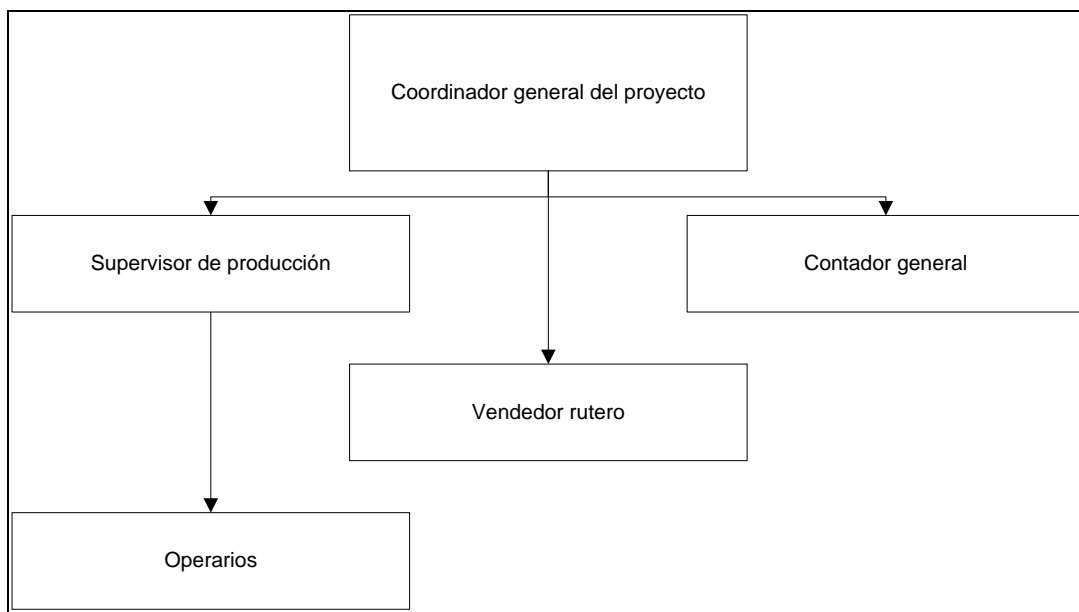 Coordinador general del proyecto
Supervisor de producción
Contador general
Vendedor rutero
Operarios